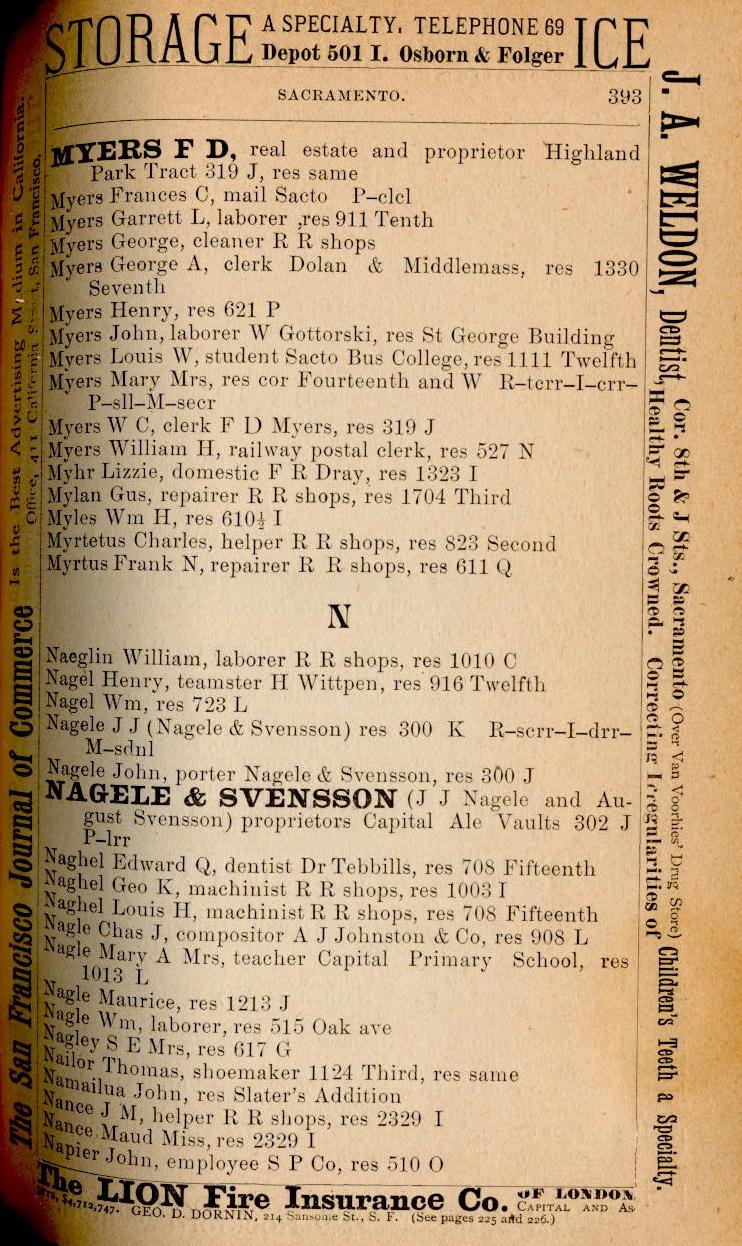 STORAGE A SPECIALTY. TELEPHONE 69 ICE
Depot 501 I. Osborn & Folger
SACRAMENTO. 393
MYERS F D, real estate and proprietor Highland
Park Tract 319 J, res same
Myers Frances C, mail Sacto P-clcl
Myers Garrett L, laborer ,res 911 Tenth
Myers George, cleaner R R shops
Myers George A, clerk Dolan & Middlemass, res 1330
Seventh
Myers Henry, res 621 P
Myers John, laborer W Gottorski, res St George Building
Myers Louis W, student Sacto Bus College, res 1111 Twelfth
Myers Mary Mrs, res cor Fourteenth and W R-tcrr-I-crr-
P-sll-M-secr
Myers W C, clerk F D Myers, res 319 J
Myers William H, railway postal clerk, res 527 N
Myhr Lizzie, domestic F R Dray, res 1323 I
Mylan Gus, repairer R R shops, res 1704 Third
Myles Wm H, res 610½ I
Myrtetus Charles, helper R R shops, res 823 Second
Myrtus Frank N, repairer R R shops, res 611 Q
N
Naeglin William, laborer R R shops, res 1010 C
Nagel Henry, teamster H Wittpen, res 916 Twelfth
Nagel Wm, res 723 L
Nagele J J (Nagele & Svensson) res 300 K R-scrr-I-drr-
M-sdnl
Nagele John, porter Nagele & Svensson, res 300 J
NAGELE & SVENSSON (J J Nagele and Au-
gust Svensson) proprietors Capital Ale Vaults 302 J
P-lrr
Naghel Edward Q, dentist Dr Tebbills, res 708 Fifteenth
Naghel Geo K, machinist R R shops, res 1003 I
Naghel Louis H, machinist R R shops, res 708 Fifteenth
Nagle Chas J, compositor A J Johnston & Co, res 908 L
Nagle Mary A Mrs, teacher Capital Primary School, res
1013 L
Nagle Maurice, res 1213 J
Nagle Wm, laborer, res 515 Oak ave
Nagley S E Mrs, res 617 G
Nailor Thomas, shoemaker 1124 Third, res same
Namailua John, res Slater's Addition
Nance J M, helper R R shops, res 2329 I
Nance Maud Miss, res 2329 I
Napier John, employee S P Co, res 510 O
The LION Fire Insurance Co. OF LONDON
CAPITAL AND AS
$4,712,747. GEO. D. DORNIN, 214 Sansome St., S. F. (See pages 225 and 226.)
J. A. WELDON, Dentist, Cor. 8th & J Sts., Sacramento (Over Van Voorhies' Drug Store)
Healthy Roots Crowned. Correcting Irregularities of Children's Teeth a Specialty.
The San Francisco Journal of Commerce Is the Best Advertising Medium in California.
Office, 411 California St, San Francisco.